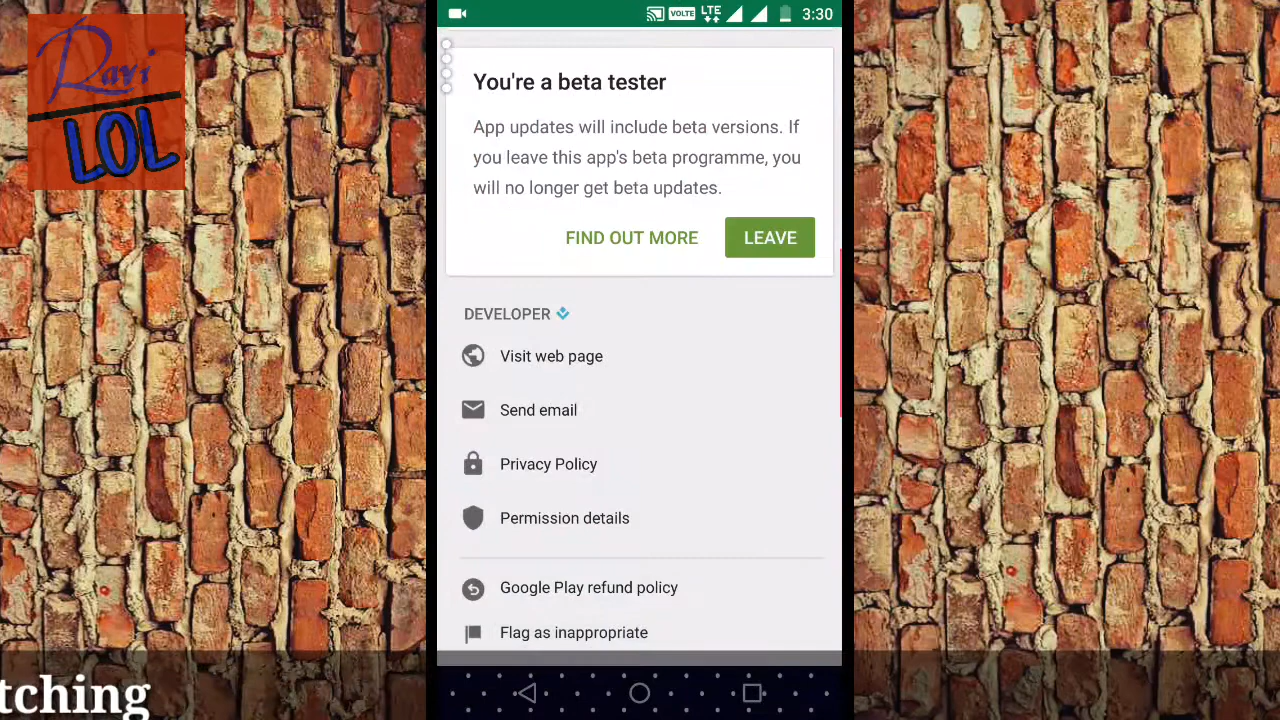 Ravi
LOL
VOLTE
LTE
3:30
You're a beta tester
App updates will include beta versions. If
you leave this app's beta programme, you
will no longer get beta updates.
FIND OUT MORE
LEAVE
DEVELOPER
Visit web page
Send email
Privacy Policy
Permission details
Google Play refund policy
Flag as inappropriate
tching